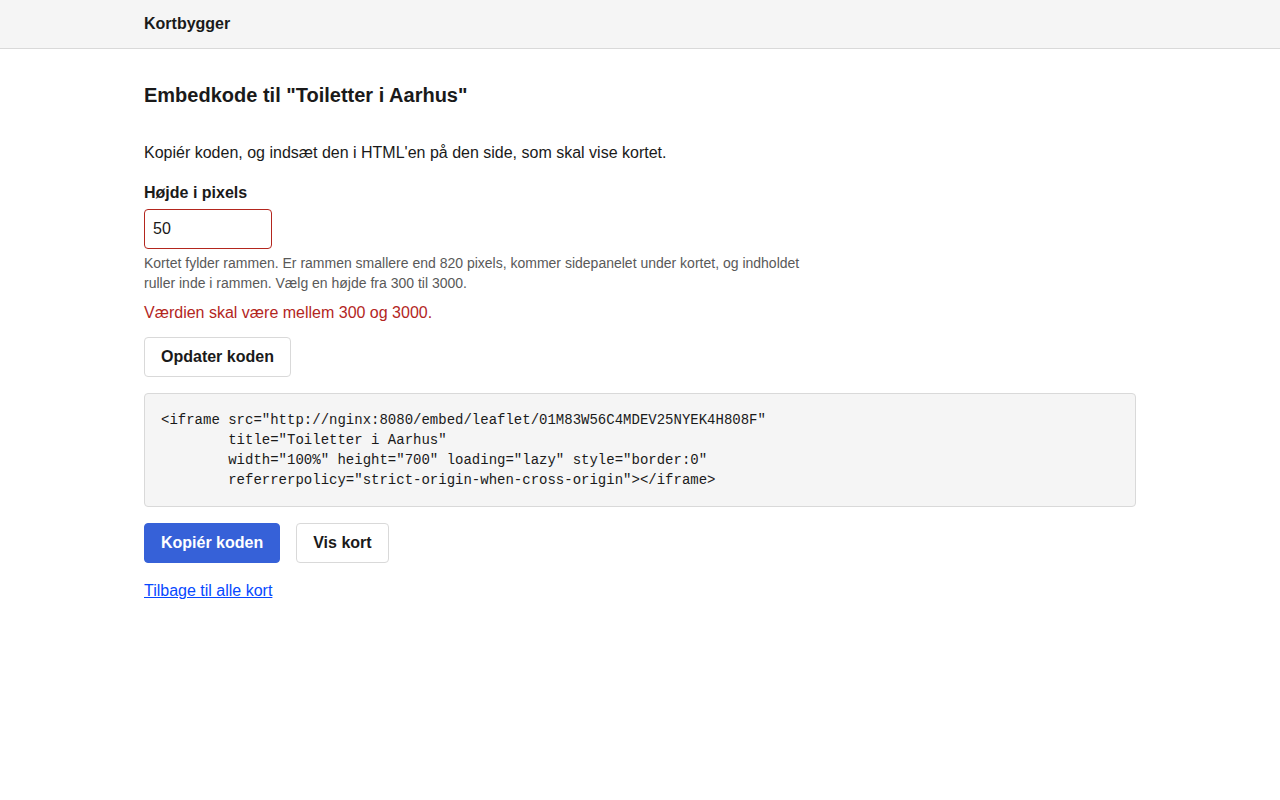 Kortbygger
Embedkode til "Toiletter i Aarhus"
Kopiér koden, og indsæt den i HTML'en på den side, som skal vise kortet.
Højde i pixels
50
Kortet fylder rammen. Er rammen smallere end 820 pixels, kommer sidepanelet under kortet, og indholdet
ruller inde i rammen. Vælg en højde fra 300 til 3000.
Værdien skal være mellem 300 og 3000.
Opdater koden
<iframe src="http://nginx:8080/embed/leaflet/01M83W56C4MDEV25NYEK4H808F"
        title="Toiletter i Aarhus"
        width="100%" height="700" loading="lazy" style="border:0"
        referrerpolicy="strict-origin-when-cross-origin"></iframe>
Kopiér koden
Vis kort
Tilbage til alle kort